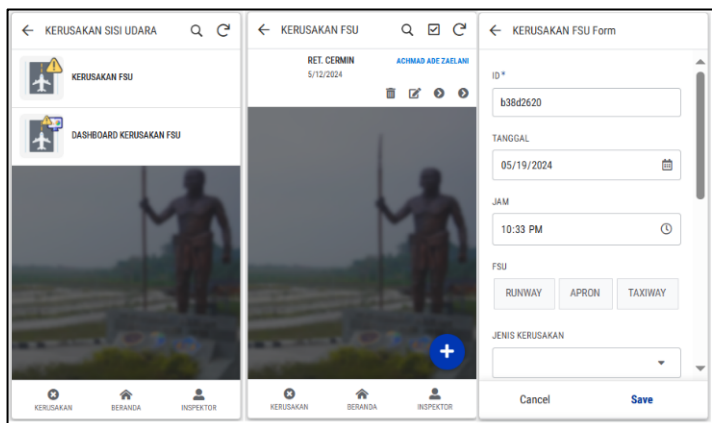 KERUSAKAN SISI UDARA
KERUSAKAN FSU
DASHBOARD KERUSAKAN FSU
KERUSAKAN
BERANDA
INSPEKTOR
KERUSAKAN FSU
RET. CERMIN
ACHMAD ADE ZAELANI
5/12/2024
KERUSAKAN
BERANDA
INSPEKTOR
KERUSAKAN FSU Form
ID*
b38d2620
TANGGAL
05/19/2024
JAM
10:33 PM
FSU
RUNWAY APRON TAXIWAY
JENIS KERUSAKAN
Cancel Save